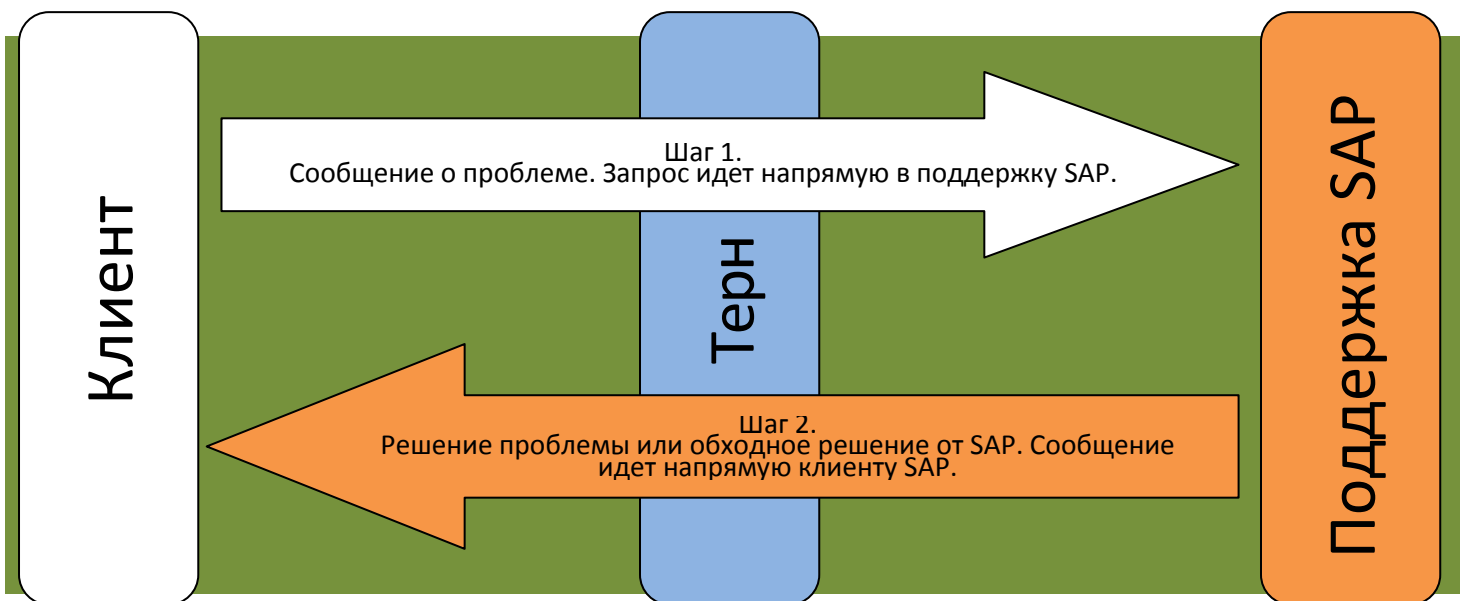 Клиент
Шаг 1.
Сообщение о проблеме. Запрос идет напрямую в поддержку SAP.
Терн
Шаг 2.
Решение проблемы или обходное решение от SAP. Сообщение
идет напрямую клиенту SAP.
Поддержка SAP